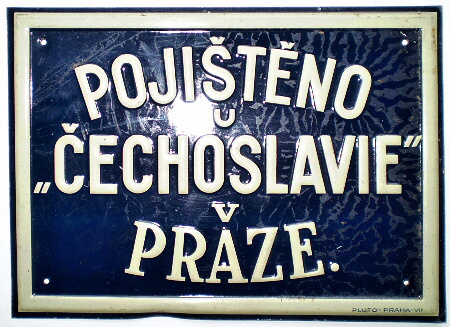 POJIŠTĚNO
U
„ČECHOSLAVIE“
V
PRAZE.
PLUTO-PRAHA-VII